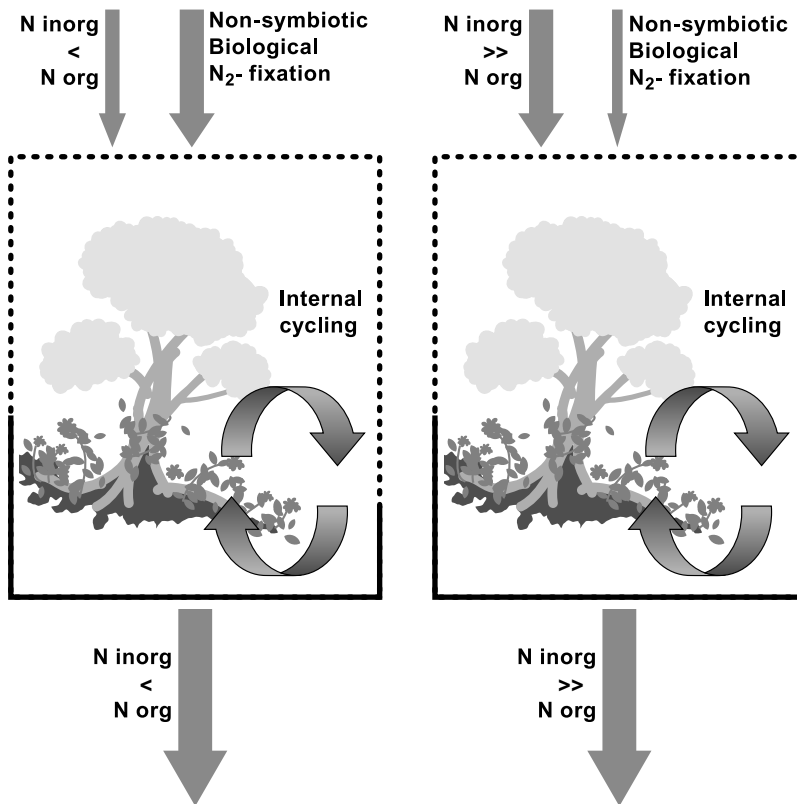 N inorg
<
N org
Non-symbiotic
Biological
N₂- fixation
N inorg
>>
N org
Non-symbiotic
Biological
N₂- fixation
Internal
cycling
Internal
cycling
N inorg
<
N org
N inorg
>>
N org